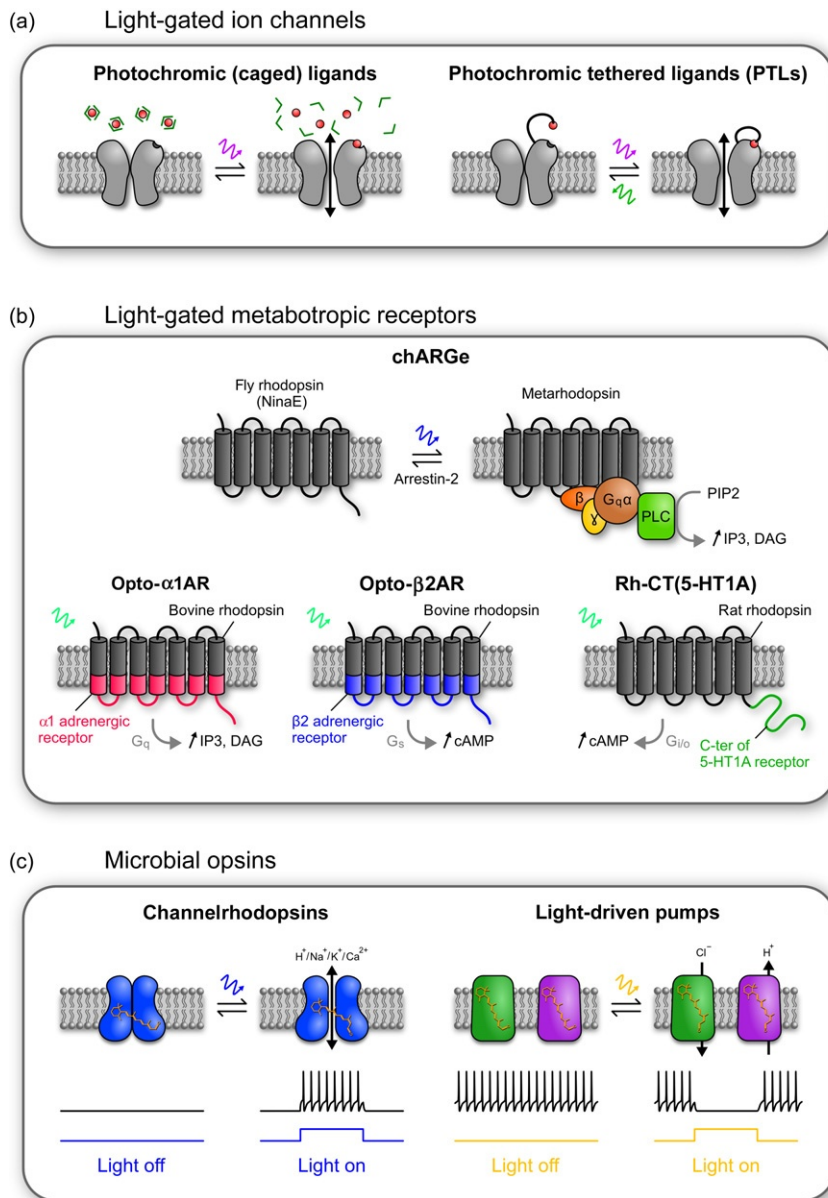 (a) Light-gated ion channels
Photochromic (caged) ligands
Photochromic tethered ligands (PTLs)
(b) Light-gated metabotropic receptors
chARGe
Fly rhodopsin
(NinaE)
Metarhodopsin
Arrestin-2
β
γ
Gqα
PLC
PIP2
IP3, DAG
Opto-α1AR
Opto-β2AR
Rh-CT(5-HT1A)
Bovine rhodopsin
Bovine rhodopsin
Rat rhodopsin
α1 adrenergic
receptor
Gq
IP3, DAG
β2 adrenergic
receptor
Gs
cAMP
cAMP
Gi/o
C-ter of
5-HT1A receptor
(c) Microbial opsins
Channelrhodopsins
Light-driven pumps
H⁺/Na⁺/K⁺/Ca²⁺
Cl⁻
H⁺
Light off
Light on
Light off
Light on